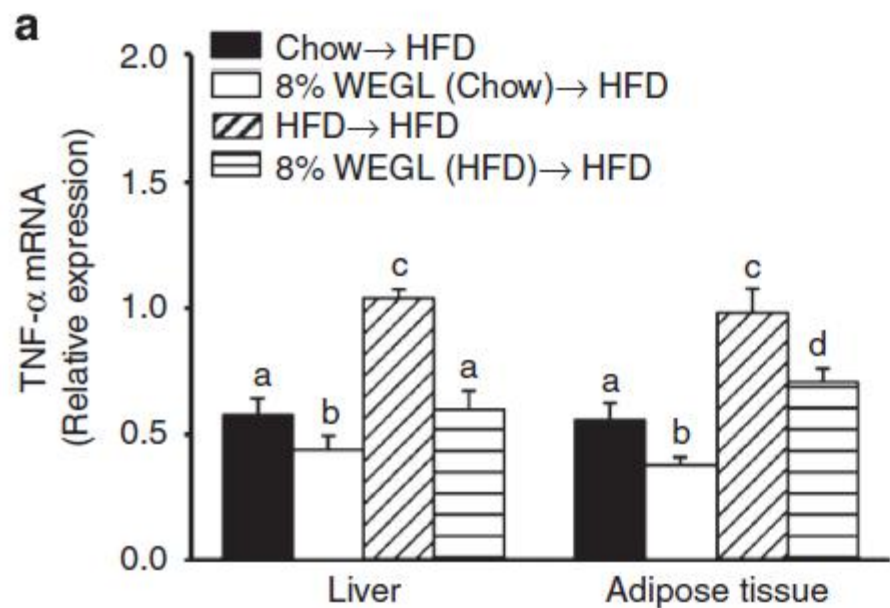 a
Chow→ HFD
8% WEGL (Chow)→ HFD
HFD→ HFD
8% WEGL (HFD)→ HFD
TNF-α mRNA
(Relative expression)
2.0
1.5
1.0
0.5
0.0
a
b
c
a
a
b
c
d
Liver
Adipose tissue